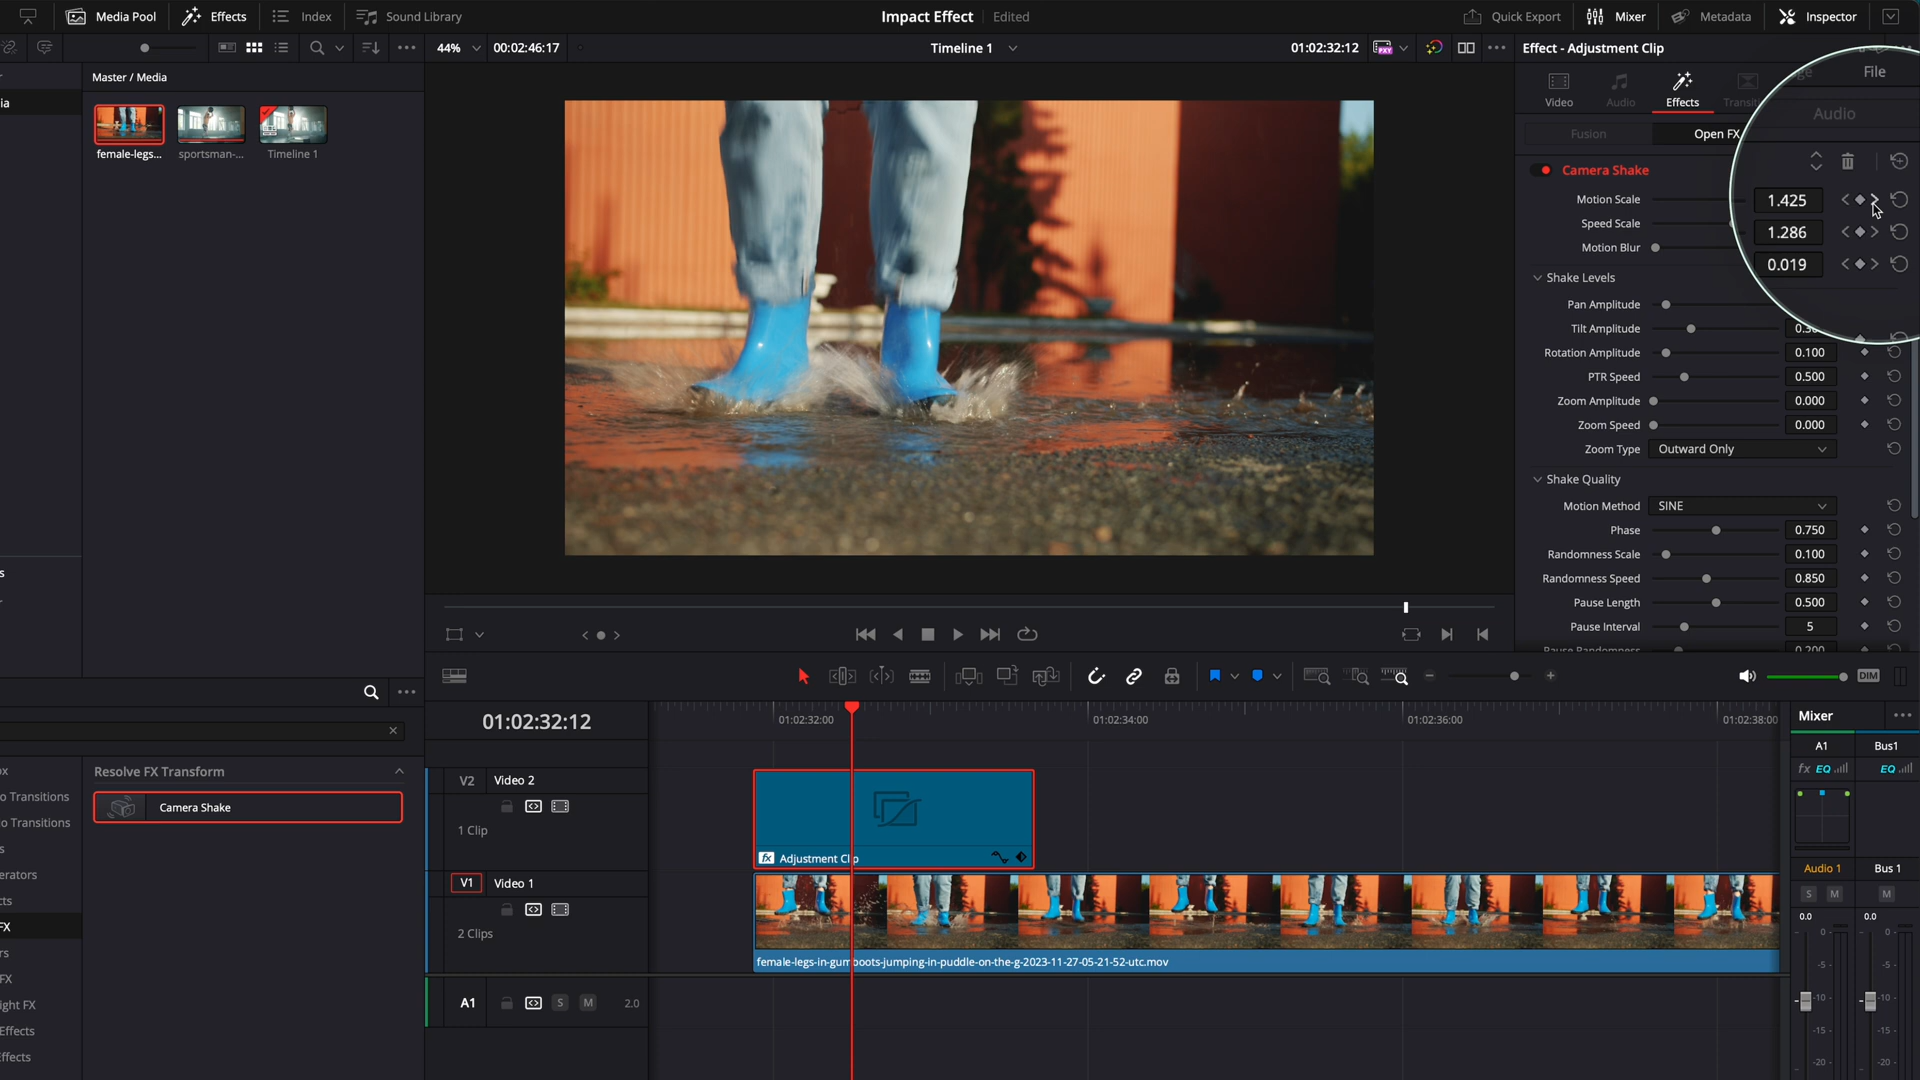 Media Pool
Effects
Index
Sound Library
Impact Effect
Edited
Quick Export
Mixer
Metadata
Inspector
44%
00:02:46:17
Timeline 1
01:02:32:12
Effect - Adjustment Clip
ia
Master / Media
female-legs...
sportsman-...
Timeline 1
File
Video
Audio
Effects
Audio
Fusion
Open FX
Camera Shake
Motion Scale
1.425
Speed Scale
1.286
Motion Blur
0.019
Shake Levels
Pan Amplitude
Tilt Amplitude
Rotation Amplitude
0.100
PTR Speed
0.500
Zoom Amplitude
0.000
Zoom Speed
0.000
Zoom Type
Outward Only
Shake Quality
Motion Method
SINE
Phase
0.750
Randomness Scale
0.100
Randomness Speed
0.850
Pause Length
0.500
Pause Interval
5
DIM
01:02:32:12
01:02:32:00
01:02:34:00
01:02:36:00
01:02:38:00
Mixer
A1
Bus1
fx EQ
EQ
Resolve FX Transform
Camera Shake
o Transitions
o Transitions
erators
FX
FX
ight FX
Effects
ffects
V2
Video 2
1 Clip
fx Adjustment Clip
V1
Video 1
2 Clips
female-legs-in-gumboots-jumping-in-puddle-on-the-g-2023-11-27-05-21-52-utc.mov
A1
S
M
2.0
Audio 1
Bus 1
S
M
M
0.0
0.0
0
0
-5
-5
-10
-10
-15
-15
-20
-20